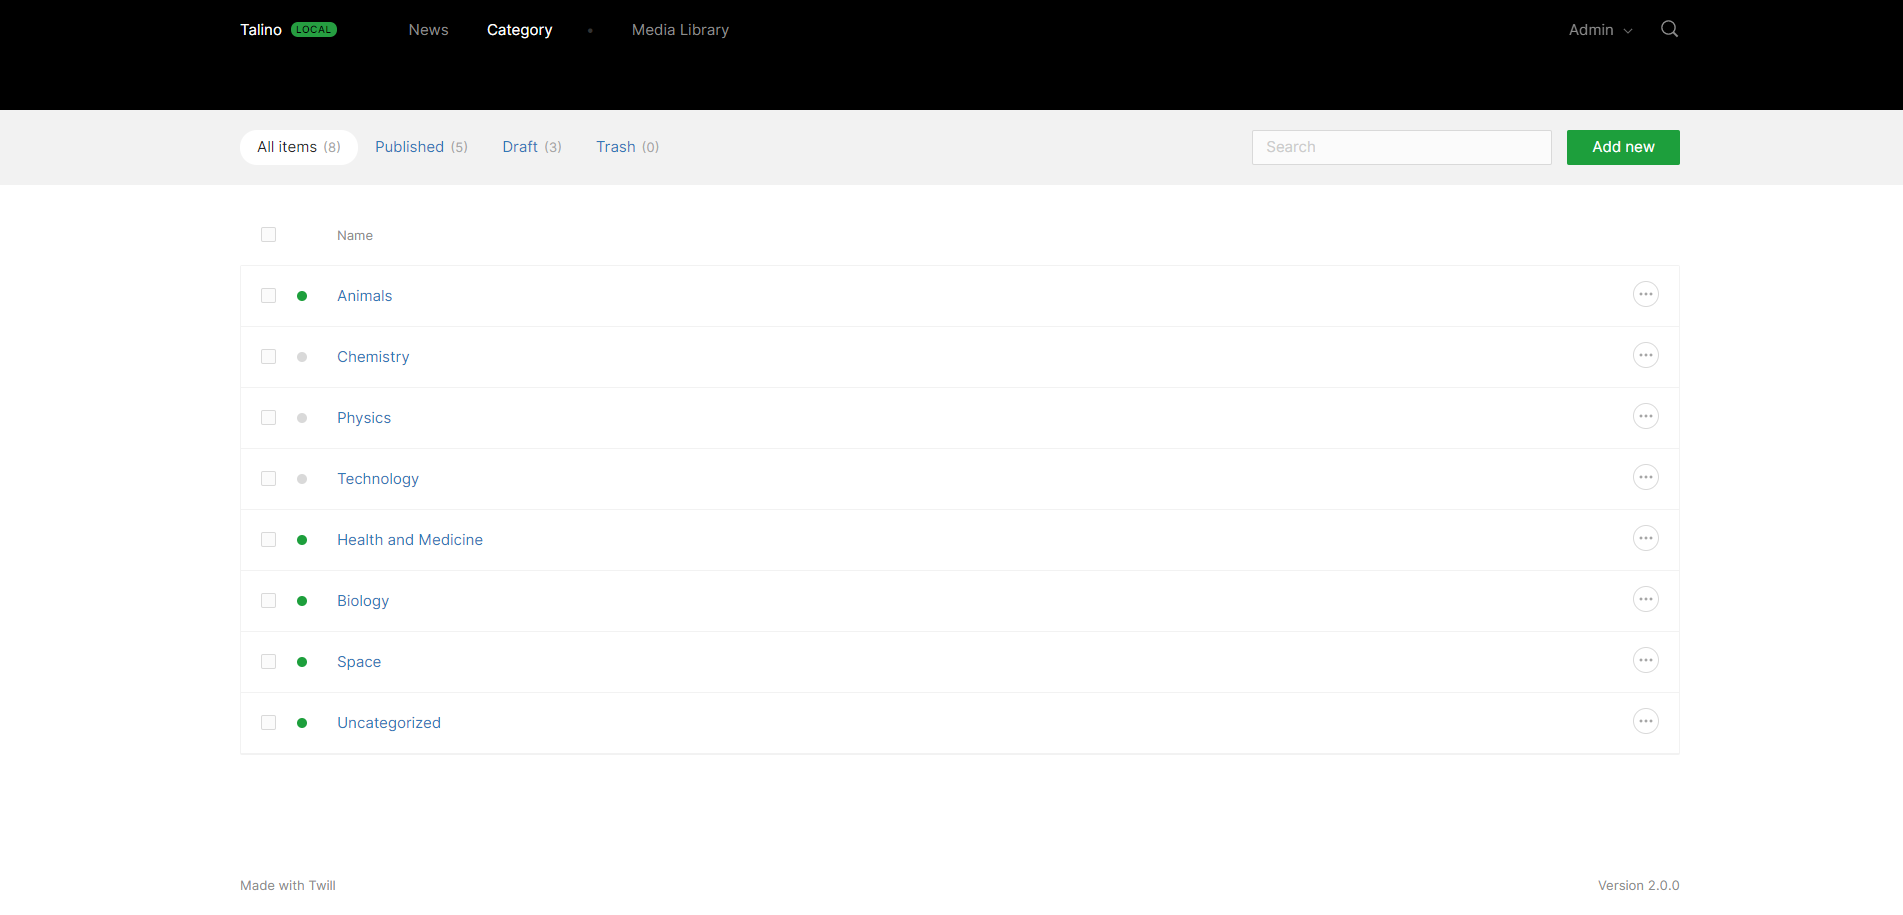 Talino LOCAL News Category • Media Library Admin
All items (8) Published (5) Draft (3) Trash (0) Search Add new
Name
Animals
Chemistry
Physics
Technology
Health and Medicine
Biology
Space
Uncategorized
Made with Twill Version 2.0.0